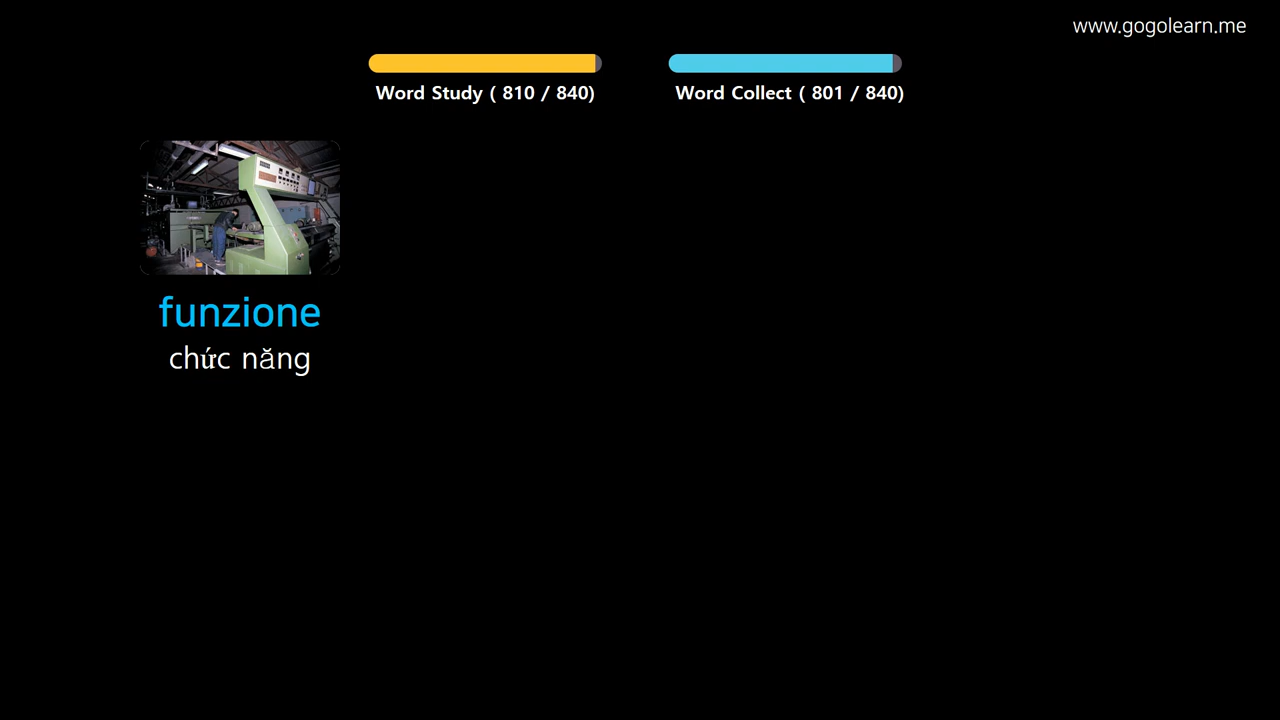 www.gogolearn.me
Word Study ( 810 / 840)
Word Collect ( 801 / 840)
funzione
chức năng